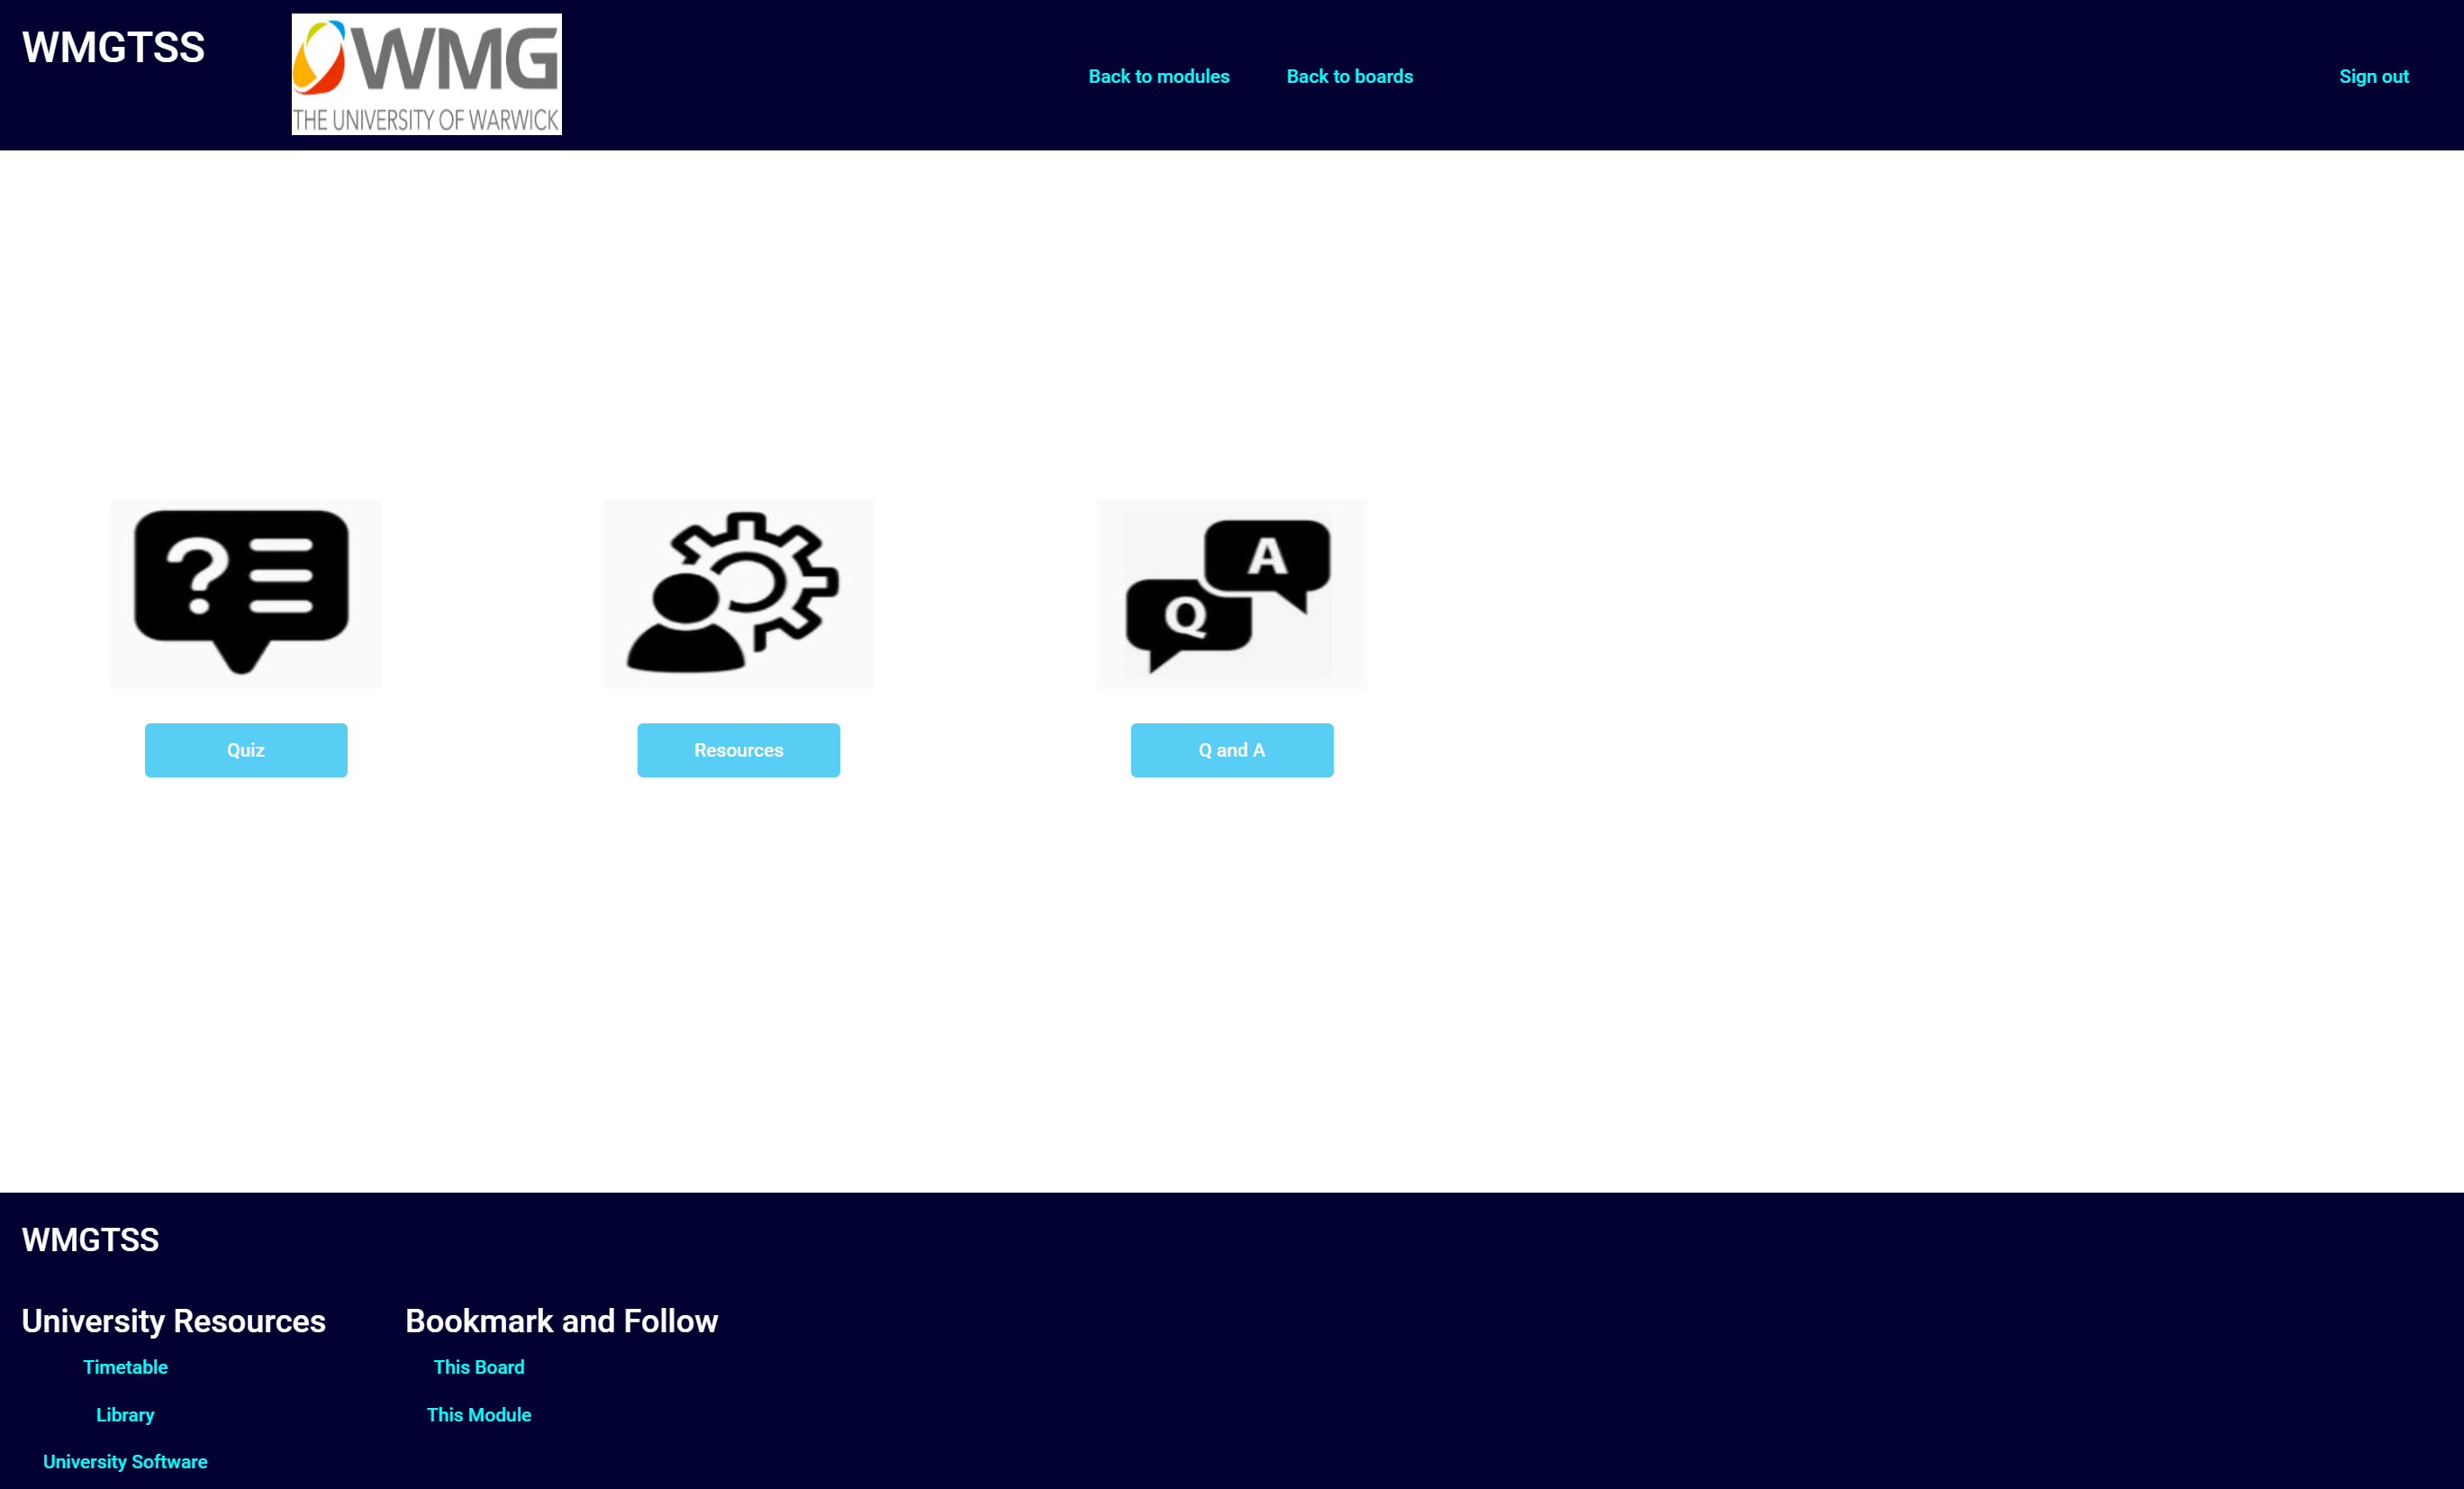 WMGTSS
WMG
THE UNIVERSITY OF WARWICK
Back to modules
Back to boards
Sign out
?
A
Q
Quiz
Resources
Q and A
WMGTSS
University Resources
Bookmark and Follow
Timetable
This Board
Library
This Module
University Software